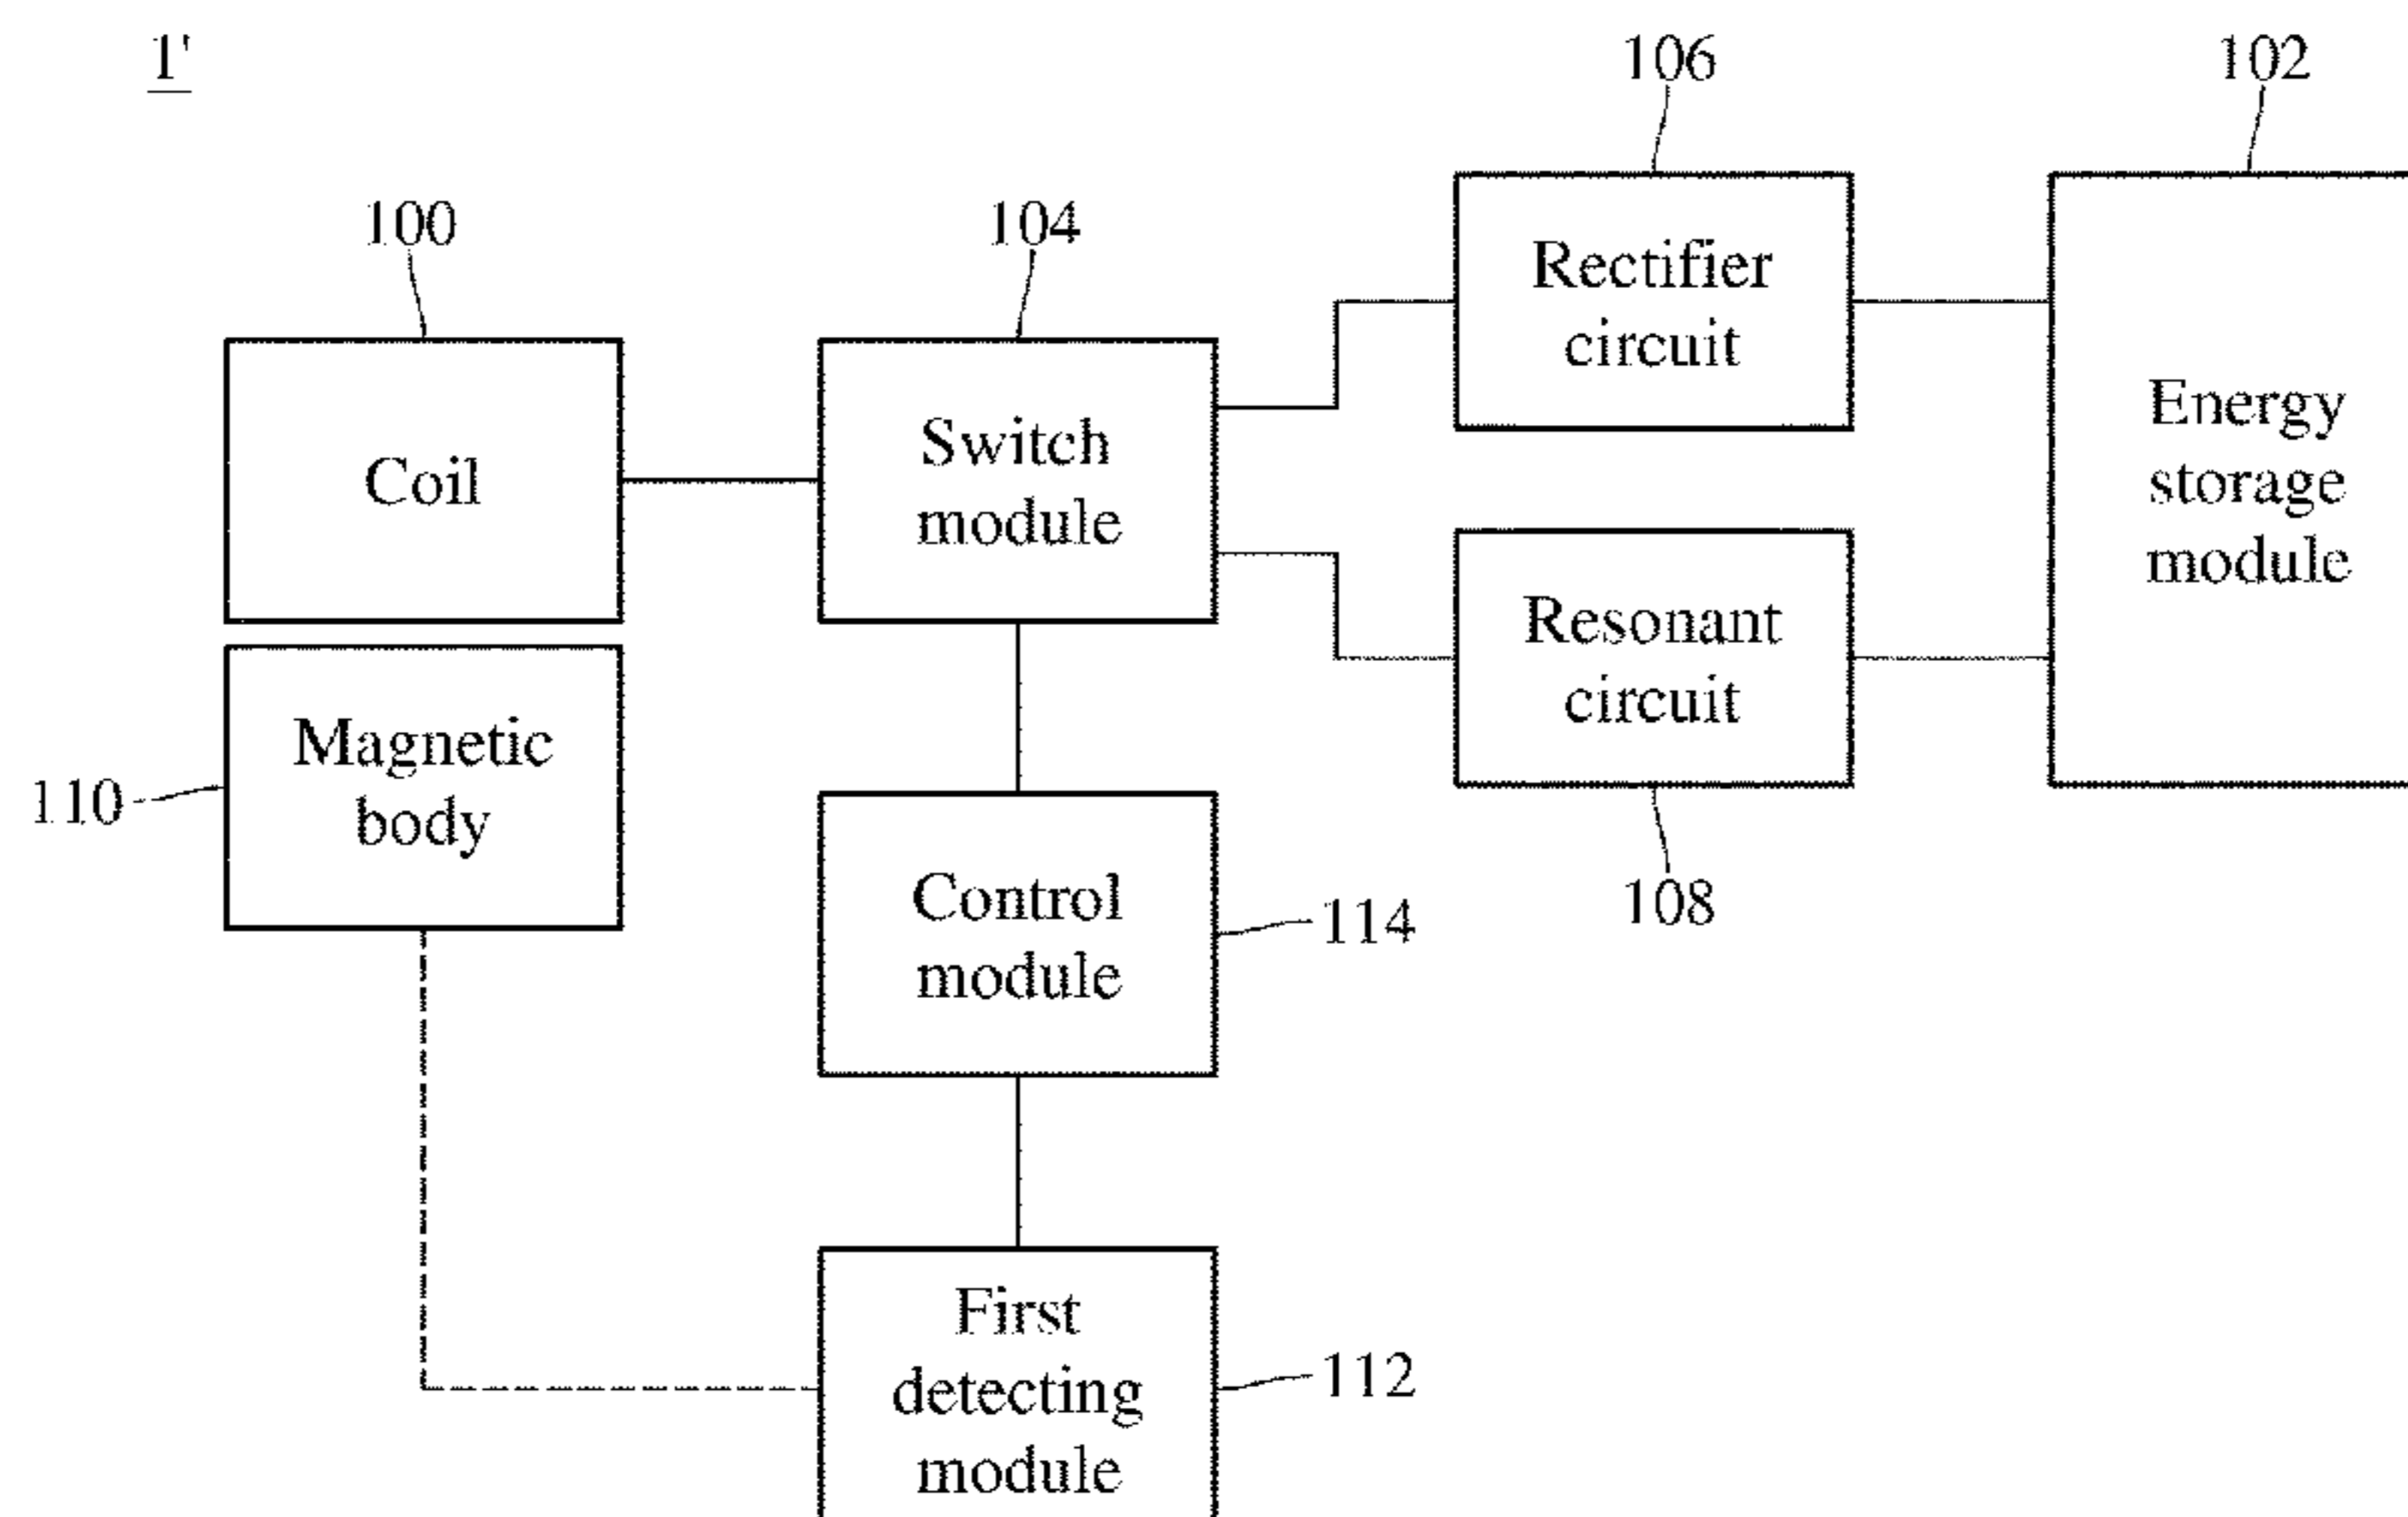 1'
106
102
100
104
Rectifier
circuit
Energy
storage
module
Coil
Switch
module
Resonant
circuit
Magnetic
body
110
108
Control
module
114
First
detecting
module
112